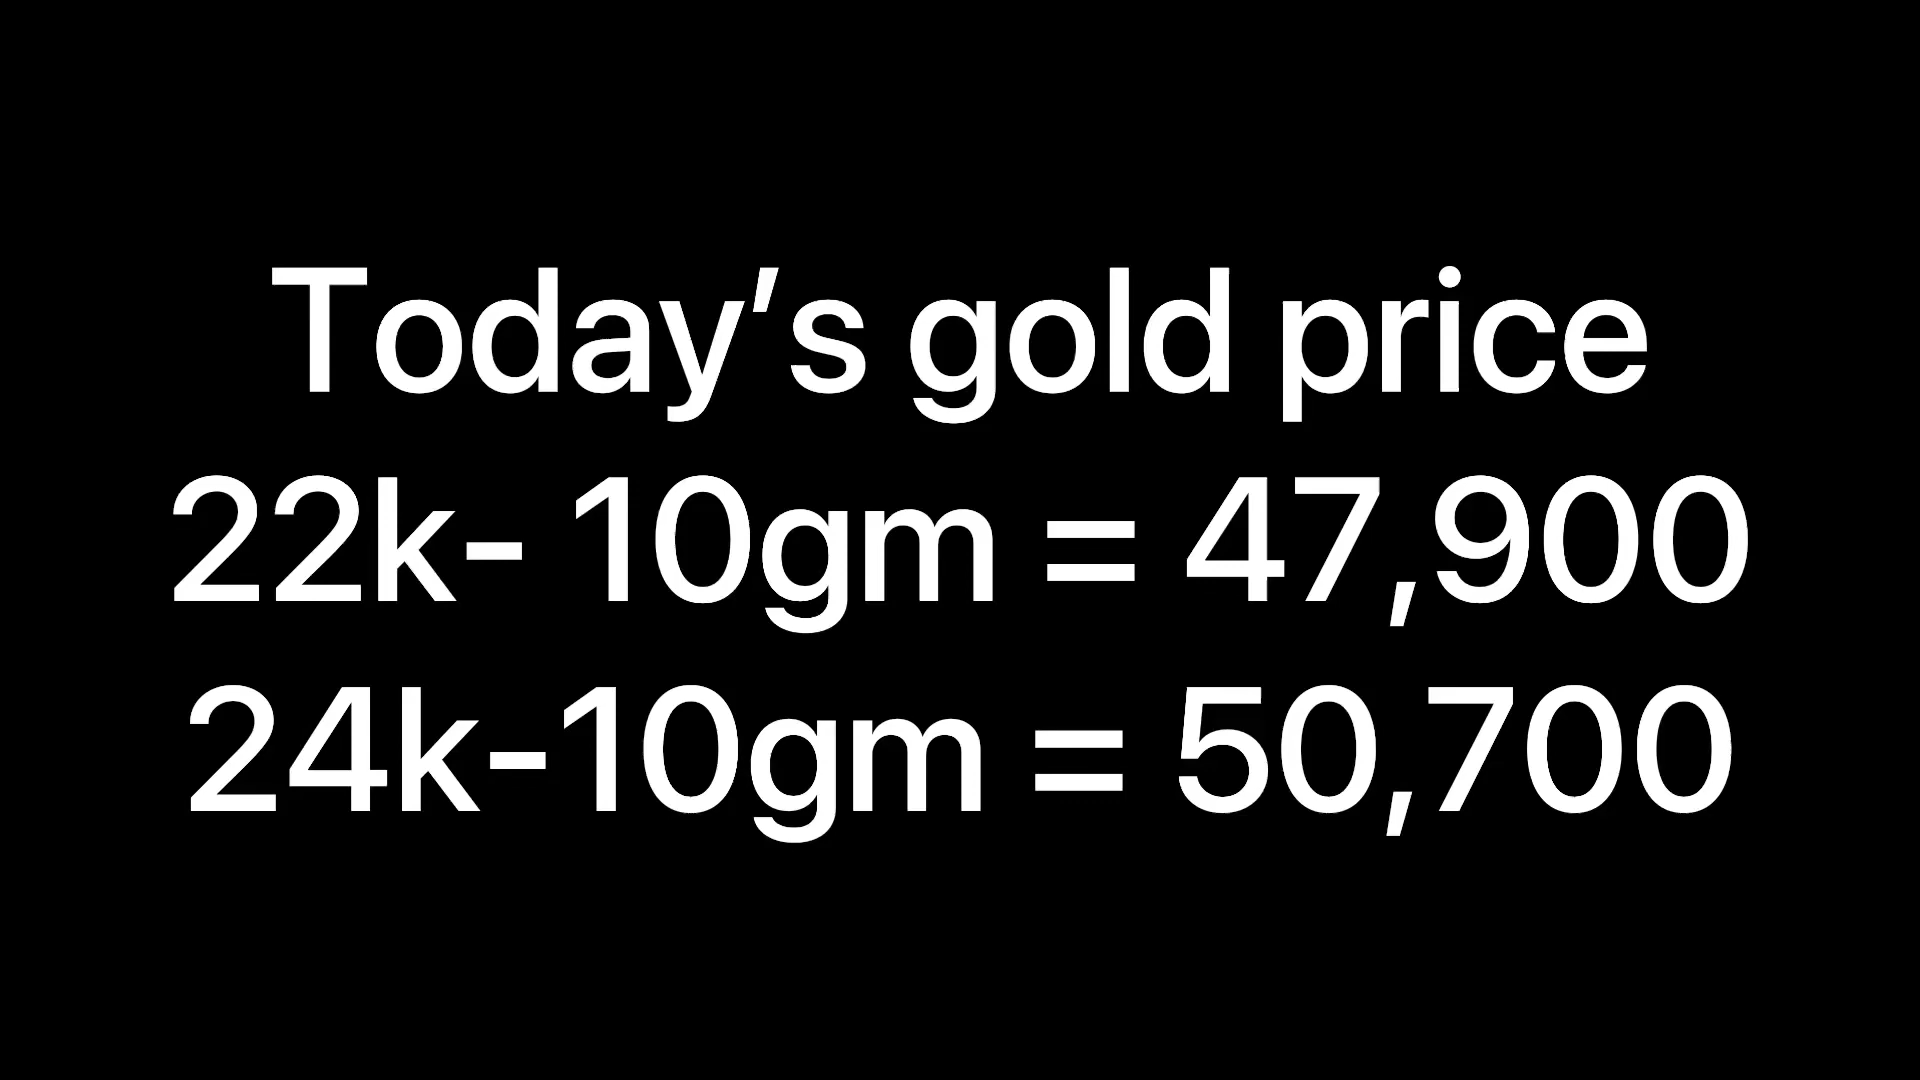 Today’s gold price
22k- 10gm = 47,900
24k-10gm = 50,700